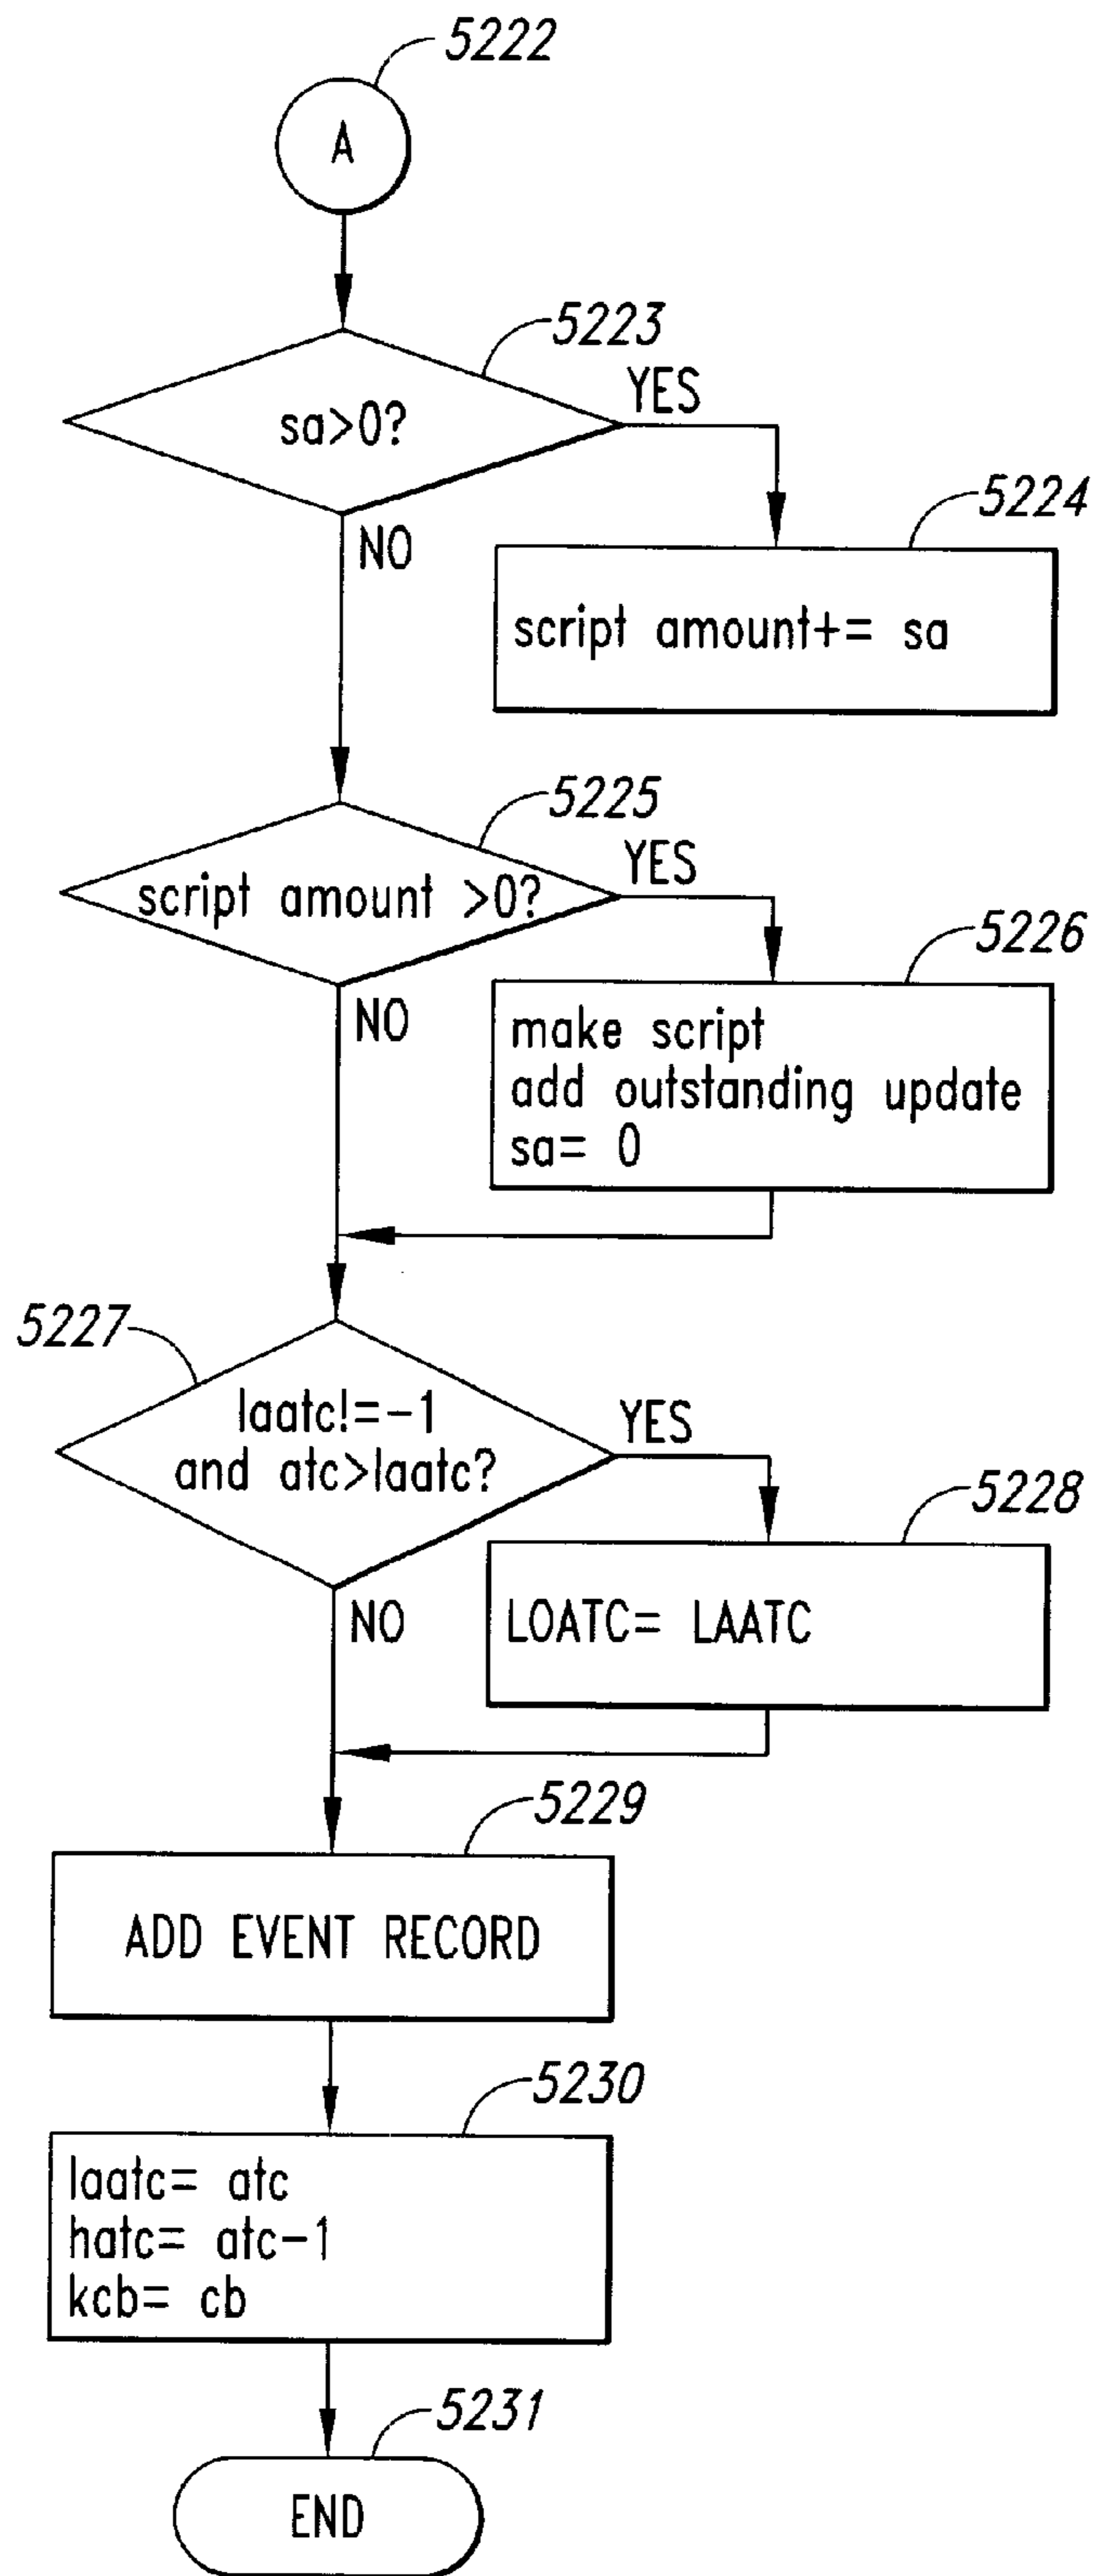 5222
A
5223
sa>0?
YES
NO
5224
script amount+= sa
5225
script amount >0?
YES
NO
5226
make script
add outstanding update
sa= 0
5227
laatc!=-1
and atc>laatc?
YES
NO
5228
LOATC= LAATC
5229
ADD EVENT RECORD
5230
laatc= atc
hatc= atc-1
kcb= cb
5231
END